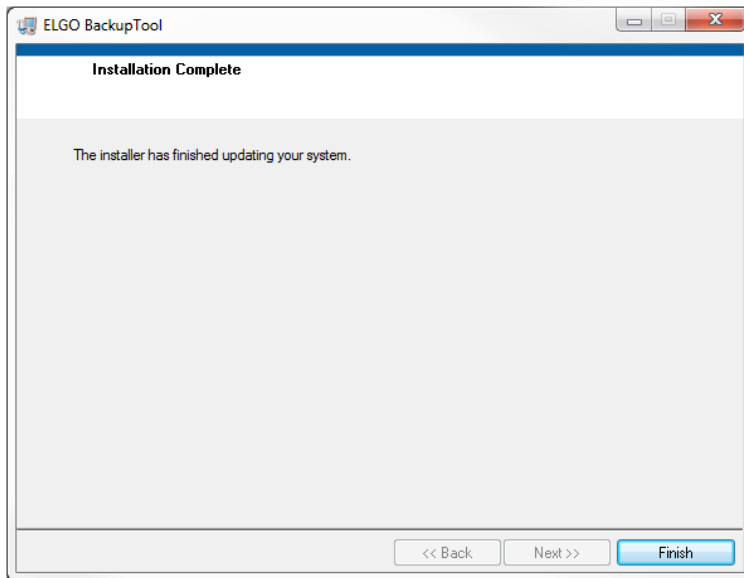 ELGO BackupTool
Installation Complete
The installer has finished updating your system.
<< Back Next >> Finish